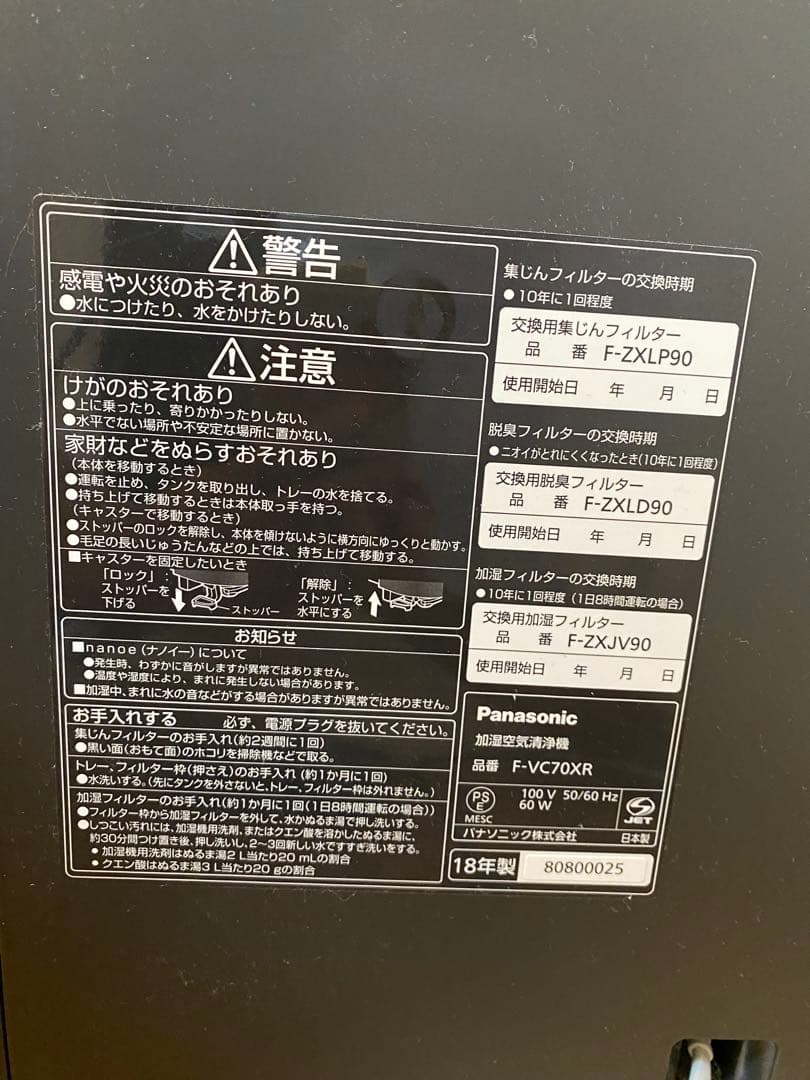 警告
感電や火災のおそれあり
●水につけたり、水をかけたりしない。
注意
けがのおそれあり
●上に乗ったり、寄りかかったりしない。
●水平でない場所や不安定な場所に置かない。
家財などをぬらすおそれあり
(本体を移動するとき)
●運転を止め、タンクを取り出し、トレーの水を捨てる。
●持ち上げて移動するときは本体取っ手を持つ。
(キャスターで移動するとき)
●ストッパーのロックを解除し、本体を傾けないように横方向にゆっくりと動かす。
●毛足の長いじゅうたんなどの上では、持ち上げて移動する。
■キャスターを固定したいとき
「ロック」:
ストッパーを
下げる
ストッパー
「解除」:
ストッパーを
水平にする
お知らせ
■nanoe(ナノイー)について
●発生時、わずかに音がしますが異常ではありません。
●温度や湿度により、まれに発生しない場合があります。
■加湿中、まれに水の音などがする場合がありますが異常ではありません。
お手入れする 必ず、電源プラグを抜いてください。
集じんフィルターのお手入れ(約2週間に1回)
●黒い面(おもて面)のホコリを掃除機などで取る。
トレー、フィルター枠(押さえ)のお手入れ(約1か月に1回)
●水洗いする。(先にタンクを外さないと、トレー、フィルター枠は外れません。)
加湿フィルターのお手入れ(約1か月に1回(1日8時間運転の場合))
●フィルター枠から加湿フィルターを外して、水かぬるま湯で押し洗いする。
●しつこい汚れには、加湿機用洗剤、またはクエン酸を溶かしたぬるま湯に、
約30分間つけ置き後、押し洗いし、2~3回新しい水ですすぎ洗いをする。
・加湿機用洗剤はぬるま湯2L当たり20mLの割合
・クエン酸はぬるま湯3L当たり20gの割合
集じんフィルターの交換時期
●10年に1回程度
交換用集じんフィルター
品番 F-ZXLP90
使用開始日 年 月 日
脱臭フィルターの交換時期
●ニオイがとれにくくなったとき(10年に1回程度)
交換用脱臭フィルター
品番 F-ZXLD90
使用開始日 年 月 日
加湿フィルターの交換時期
●10年に1回程度(1日8時間運転の場合)
交換用加湿フィルター
品番 F-ZXJV90
使用開始日 年 月 日
Panasonic
加湿空気清浄機
品番 F-VC70XR
PS
E
MESC
100 V 50/60 Hz
60 W
JET
パナソニック株式会社 日本製
18年製 80800025